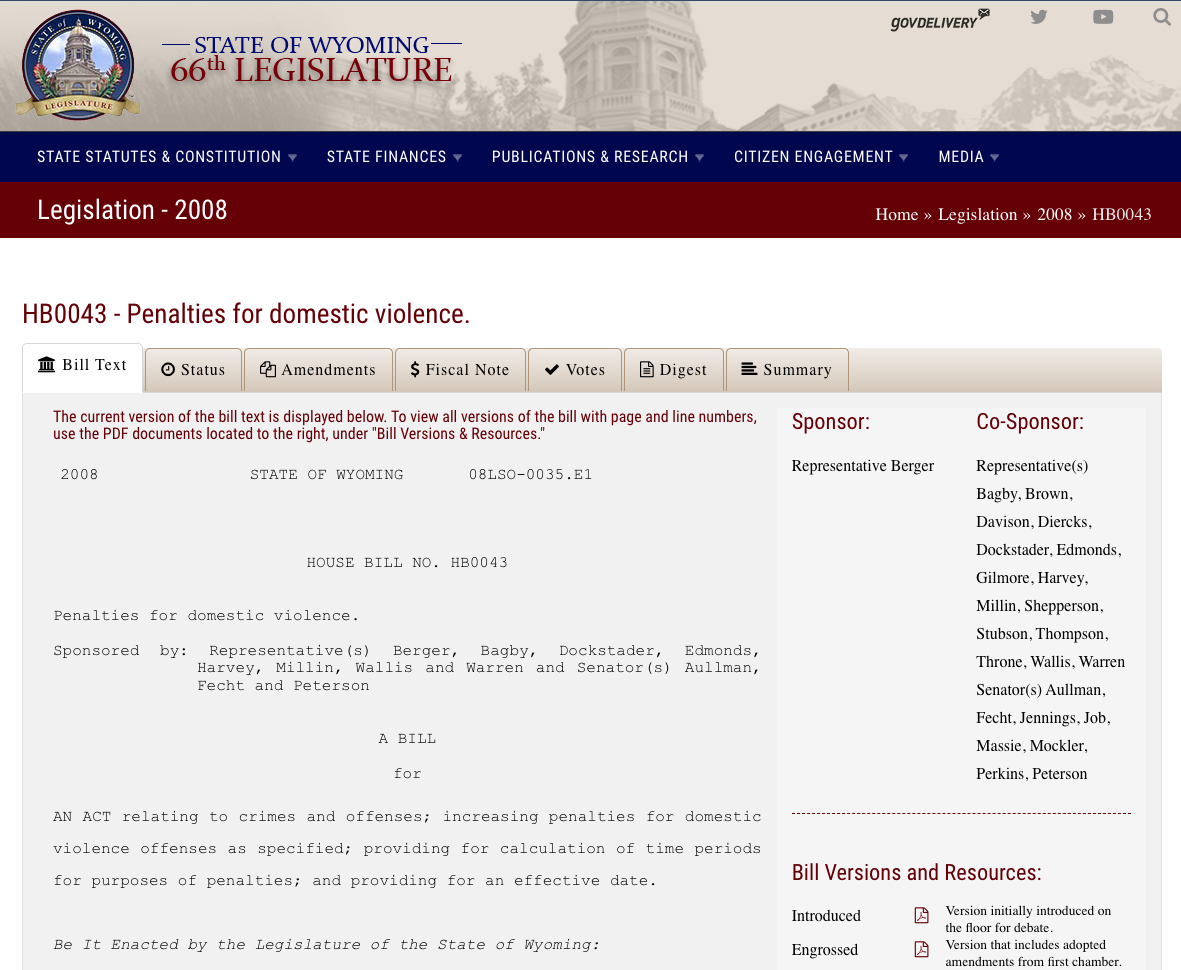 STATE of WYOMING
LEGISLATURE
STATE OF WYOMING
66th LEGISLATURE
GOVDELIVERY
STATE STATUTES & CONSTITUTION
STATE FINANCES
PUBLICATIONS & RESEARCH
CITIZEN ENGAGEMENT
MEDIA
Legislation - 2008
Home » Legislation » 2008 » HB0043
HB0043 - Penalties for domestic violence.
Bill Text
Status
Amendments
Fiscal Note
Votes
Digest
Summary
The current version of the bill text is displayed below. To view all versions of the bill with page and line numbers,
use the PDF documents located to the right, under "Bill Versions & Resources."
2008 STATE OF WYOMING 08LSO-0035.E1
HOUSE BILL NO. HB0043
Penalties for domestic violence.
Sponsored by: Representative(s) Berger, Bagby, Dockstader, Edmonds,
Harvey, Millin, Wallis and Warren and Senator(s) Aullman,
Fecht and Peterson
A BILL
for
AN ACT relating to crimes and offenses; increasing penalties for domestic
violence offenses as specified; providing for calculation of time periods
for purposes of penalties; and providing for an effective date.
Be It Enacted by the Legislature of the State of Wyoming:
Sponsor:
Representative Berger
Co-Sponsor:
Representative(s)
Bagby, Brown,
Davison, Diercks,
Dockstader, Edmonds,
Gilmore, Harvey,
Millin, Shepperson,
Stubson, Thompson,
Throne, Wallis, Warren
Senator(s) Aullman,
Fecht, Jennings, Job,
Massie, Mockler,
Perkins, Peterson
Bill Versions and Resources:
Introduced
Version initially introduced on
the floor for debate.
Engrossed
Version that includes adopted
amendments from first chamber.